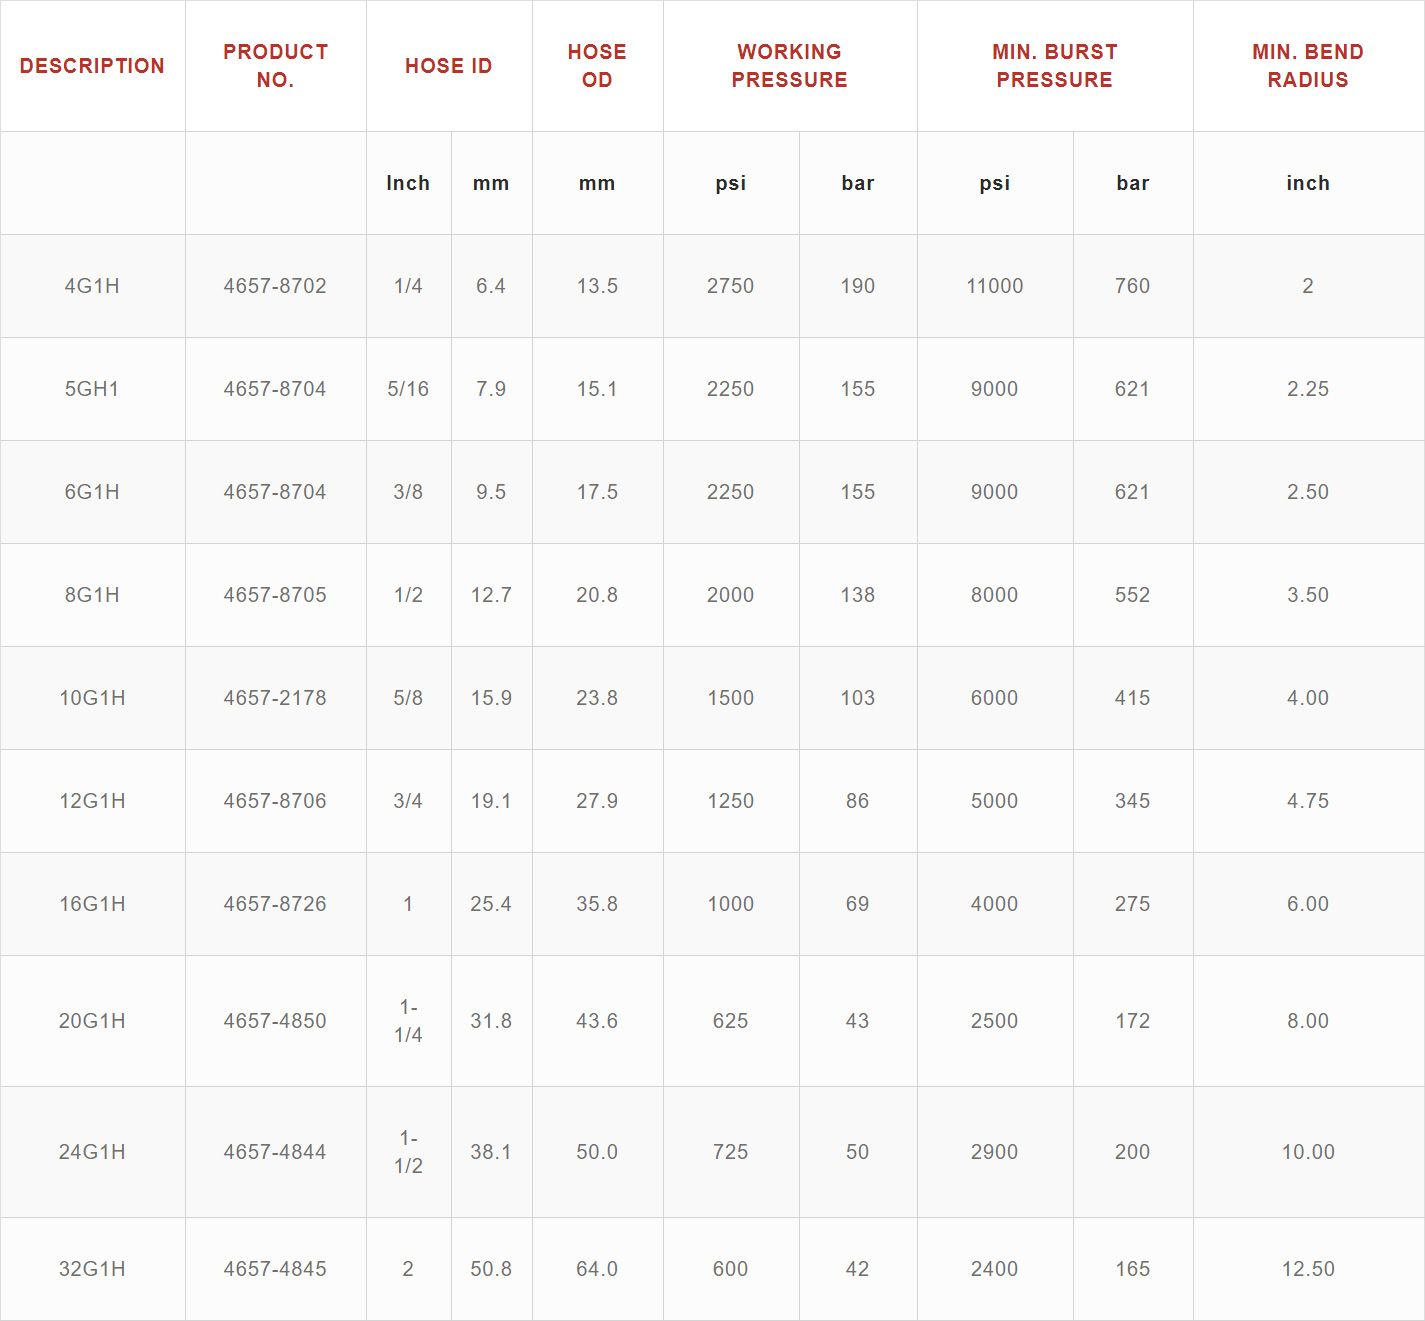 DESCRIPTION PRODUCT NO. HOSE ID HOSE OD WORKING PRESSURE MIN. BURST PRESSURE MIN. BEND RADIUS
Inch mm mm psi bar psi bar inch
4G1H 4657-8702 1/4 6.4 13.5 2750 190 11000 760 2
5GH1 4657-8704 5/16 7.9 15.1 2250 155 9000 621 2.25
6G1H 4657-8704 3/8 9.5 17.5 2250 155 9000 621 2.50
8G1H 4657-8705 1/2 12.7 20.8 2000 138 8000 552 3.50
10G1H 4657-2178 5/8 15.9 23.8 1500 103 6000 415 4.00
12G1H 4657-8706 3/4 19.1 27.9 1250 86 5000 345 4.75
16G1H 4657-8726 1 25.4 35.8 1000 69 4000 275 6.00
20G1H 4657-4850 1-1/4 31.8 43.6 625 43 2500 172 8.00
24G1H 4657-4844 1-1/2 38.1 50.0 725 50 2900 200 10.00
32G1H 4657-4845 2 50.8 64.0 600 42 2400 165 12.50